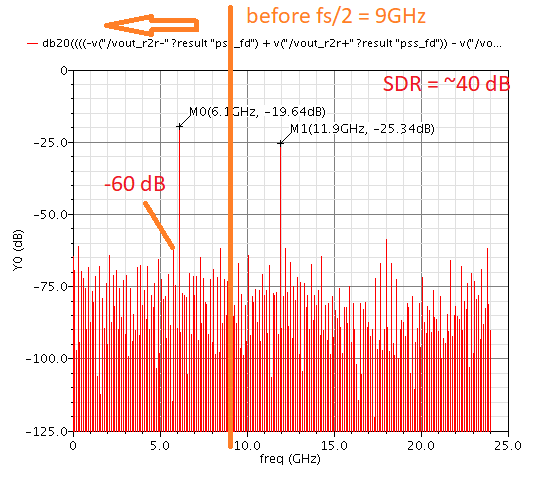 before fs/2 = 9GHz
— db20((((-v("/vout_r2r-" ?result "pss_fd") + v("/vout_r2r+" ?result "pss_fd")) - v("/vo...
SDR = ~40 dB
M0(6.1GHz, -19.64dB)
M1(11.9GHz, -25.34dB)
-60 dB
Y0 (dB)
0
-25.0
-50.0
-75.0
-100.0
-125.0
0 5.0 10.0 15.0 20.0 25.0
freq (GHz)